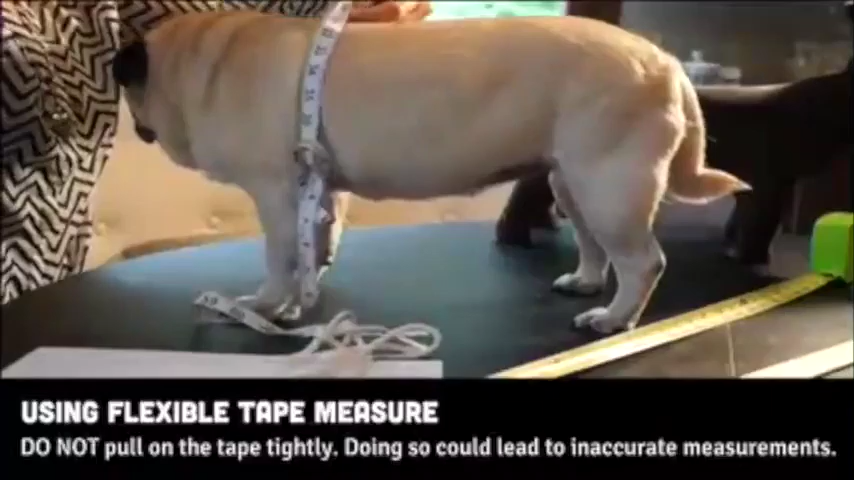 USING FLEXIBLE TAPE MEASURE
DO NOT pull on the tape tightly. Doing so could lead to inaccurate measurements.